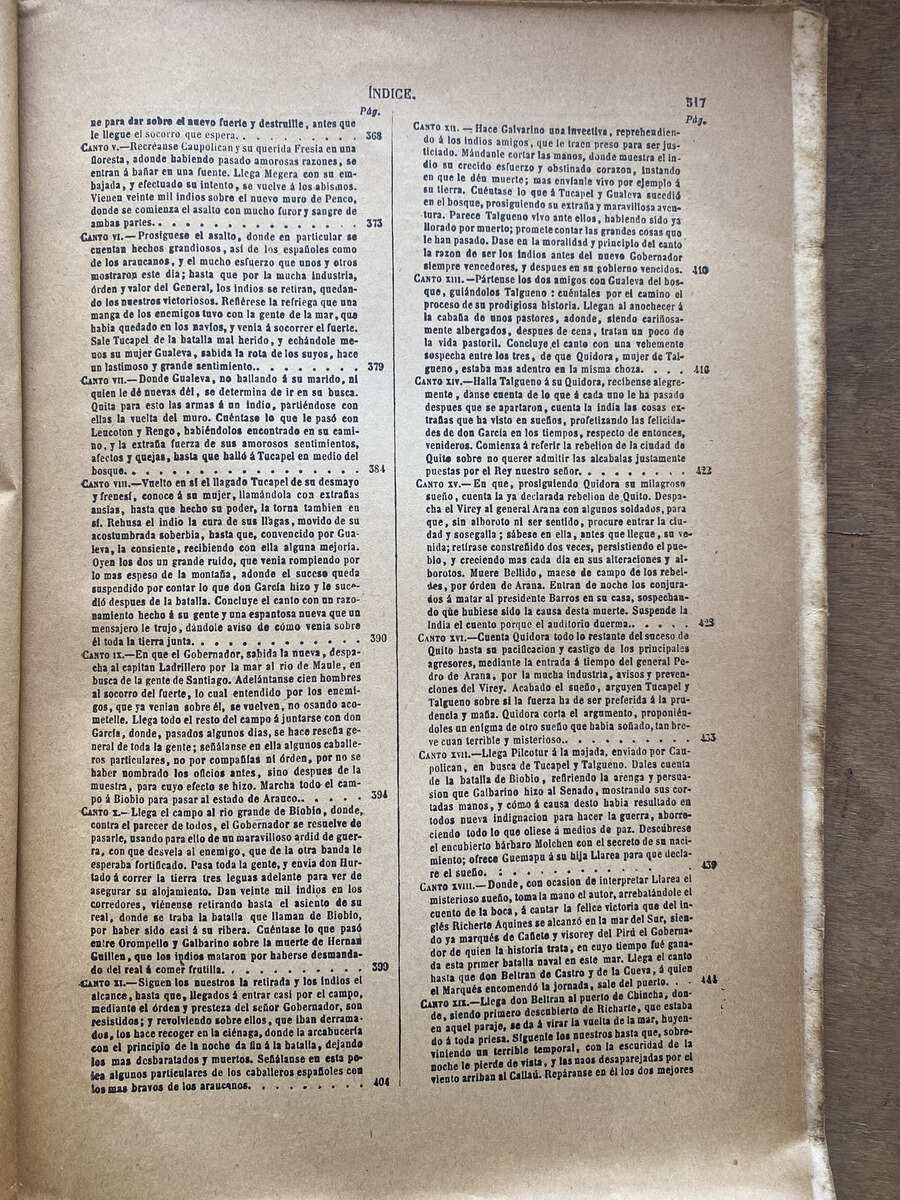 ÍNDICE.
517
Pág.
ne para dar sobre el nuevo fuerte y destruille, antes que
le llegue el socorro que espera. . . . . . . . . . . 368
CANTO V.—Recréanse Caupolican y su querida Fresia en una
floresta, adonde habiendo pasado amorosas razones, se
entran á bañar en una fuente. Llega Megera con su em-
bajada, y efectuado su intento, se vuelve á los abismos.
Vienen veinte mil indios sobre el nuevo muro de Penco,
donde se comienza el asalto con mucho furor y sangre de
ambas partes. . . . . . . . . . . . . . . . . 373
CANTO VI.— Prosíguese el asalto, donde en particular se
cuentan hechos grandiosos, así de los españoles como
de los araucanos, y el mucho esfuerzo que unos y otros
mostraron este dia; hasta que por la mucha industria,
órden y valor del General, los indios se retiran, quedan-
do los nuestros victoriosos. Refiérese la refriega que una
manga de los enemigos tuvo con la gente de la mar, que
habia quedado en los navíos, y venia á socorrer el fuerte.
Sale Tucapel de la batalla mal herido, y echándole me-
nos su mujer Gualeva, sabida la rota de los suyos, hace
un lastimoso y grande sentimiento. . . . . . . . . 379
CANTO VII.— Donde Gualeva, no hallando á su marido, ni
quien le dé nuevas dél, se determina de ir en su busca.
Quita para esto las armas á un indio, partiéndose con
ellas la vuelta del muro. Cuéntase lo que le pasó con
Leucoton y Rengo, habiéndolos encontrado en su cami-
no, y la extraña fuerza de sus amorosos sentimientos,
afectos y quejas, hasta que halló á Tucapel en medio del
bosque. . . . . . . . . . . . . . . . . . . 384
CANTO VIII.—Vuelto en sí el llagado Tucapel de su desmayo
y frenesí, conoce á su mujer, llamándola con extrañas
ansias, hasta que hecho su poder, la torna tambien en
sí. Rehusa el indio la cura de sus llagas, movido de su
acostumbrada soberbia, hasta que, convencido por Gua-
leva, la consiente, recibiendo con ella alguna mejoría.
Oyen los dos un grande ruido, que venia rompiendo por
lo mas espeso de la montaña, adonde el suceso queda
suspendido por contar lo que don García hizo y le suce-
dió despues de la batalla. Concluye el canto con un razo-
namiento hecho á su gente y una espantosa nueva que un
mensajero le trujo, dándole aviso de cómo venia sobre
él toda la tierra junta. . . . . . . . . . . . . . 390
CANTO IX.— En que el Gobernador, sabida la nueva, despa-
cha al capitan Ladrillero por la mar al rio de Maule, en
busca de la gente de Santiago. Adelántanse cien hombres
al socorro del fuerte, lo cual entendido por los enemi-
gos, que ya venian sobre él, se vuelven, no osando aco-
metelle. Llega todo el resto del campo á juntarse con don
García, donde, pasados algunos dias, se hace reseña ge-
neral de toda la gente; señálanse en ella algunos caballe-
ros particulares, no por compañías ni órden, por no se
haber nombrado los oficios antes, sino despues de la
muestra, para cuyo efecto se hizo. Marcha todo el cam-
po á Biobio para pasar al estado de Arauco. . . . . . 394
CANTO X.— Llega el campo al rio grande de Biobio, donde,
contra el parecer de todos, el Gobernador se resuelve de
pasarle, usando para ello de un maravilloso ardid de guer-
ra, con que desvela al enemigo, que de la otra banda le
esperaba fortificado. Pasa toda la gente, y envia don Hur-
tado á correr la tierra tres leguas adelante para ver de
asegurar su alojamiento. Dan veinte mil indios en los
corredores, viénense retirando hasta el asiento de su
real, donde se traba la batalla que llaman de Biobio,
por haber sido casi á su ribera. Cuéntase lo que pasó
entre Orompello y Galbarino sobre la muerte de Hernan
Guillen, que los indios mataron por haberse desmanda-
do del real á comer frutilla. . . . . . . . . . . . 399
CANTO XI.— Siguen los nuestros la retirada y los indios el
alcance, hasta que, llegados á entrar casi por el campo,
mediante el órden y presteza del señor Gobernador, son
resistidos; y revolviendo sobre ellos, que iban derrama-
dos, los hace recoger en la ciénaga, donde la arcabucería
con el principio de la noche da fin á la batalla, dejando
los mas desbaratados y muertos. Señálanse en esta pe-
lea algunos particulares de los caballeros españoles con
los mas bravos de los araucanos. . . . . . . . . . 404
Pág.
CANTO XII. — Hace Galvarino una invectiva, reprehendien-
do á los indios amigos, que le traen preso para ser jus-
ticiado. Mándanle cortar las manos, donde muestra el in-
dio su crecido esfuerzo y obstinado corazon, instando
en que le dén muerte; mas envianle vivo por ejemplo á
su tierra. Cuéntase lo que á Tucapel y Gualeva sucedió
en el bosque, prosiguiendo su extraña y maravillosa aven-
tura. Parece Talgueno vivo ante ellos, habiendo sido ya
llorado por muerto; promete contar las grandes cosas que
le han pasado. Dase en la moralidad y principio del canto
la razon de ser los indios antes del nuevo Gobernador
siempre vencedores, y despues en su gobierno vencidos. 410
CANTO XIII.— Pártense los dos amigos con Gualeva del bos-
que, guiándolos Talgueno : cuéntales por el camino el
proceso de su prodigiosa historia. Llegan al anochecer á
la cabaña de unos pastores, adonde, siendo cariñosa-
mente albergados, despues de cena, tratan un poco de
la vida pastoril. Concluye el canto con una vehemente
sospecha entre los tres, de que Quidora, mujer de Tal-
gueno, estaba mas adentro en la misma choza. . . . . 416
CANTO XIV.— Halla Talgueno á su Quidora, recíbense alegre-
mente , danse cuenta de lo que á cada uno le ha pasado
despues que se apartaron, cuenta la india las cosas ex-
trañas que ha visto en sueños, profetizando las felicida-
des de don García en los tiempos, respecto de entonces,
venideros. Comienza á referir la rebelion de la ciudad de
Quito sobre no querer admitir las alcabalas justamente
puestas por el Rey nuestro señor. . . . . . . . . 422
CANTO XV.— En que, prosiguiendo Quidora su milagroso
sueño, cuenta la ya declarada rebelion de Quito. Despa-
cha el Virey al general Arana con algunos soldados, para
que, sin alboroto ni ser sentido, procure entrar la ciu-
dad y sosegalla ; sábese en ella, antes que llegue, su ve-
nida; retírase constreñido dos veces, persistiendo el pue-
blo, y creciendo mas cada dia en sus alteraciones y al-
borotos. Muere Bellido, maese de campo de los rebel-
des, por órden de Arana. Entran de noche los conjura-
dos á matar al presidente Barros en su casa, sospechan-
do que hubiese sido la causa desta muerte. Suspende la
India el cuento porque el auditorio duerma. . . . . . 428
CANTO XVI.— Cuenta Quidora todo lo restante del suceso de
Quito hasta su pacificacion y castigo de los principales
agresores, mediante la entrada á tiempo del general Pe-
dro de Arana, por la mucha industria, avisos y preven-
ciones del Virey. Acabado el sueño, arguyen Tucapel y
Talgueno sobre si la fuerza ha de ser preferida á la pru-
dencia y maña. Quidora corta el argumento, proponién-
doles un enigma de otro sueño que habia soñado, tan bre-
ve cuan terrible y misterioso. . . . . . . . . . . 433
CANTO XVII.— Llega Pilcotur á la majada, enviado por Cau-
polican, en busca de Tucapel y Talgueno. Dales cuenta
de la batalla de Biobio, refiriendo la arenga y persua-
sion que Galbarino hizo al Senado, mostrando sus cor-
tadas manos, y cómo á causa desto habia resultado en
todos nueva indignacion para hacer la guerra, aborre-
ciendo todo lo que oliese á medios de paz. Descúbrese
el encubierto bárbaro Molchen con el secreto de su naci-
miento; ofrece Guemapu á su hija Llarea para que decla-
re el sueño. . . . . . . . . . . . . . . . . 439
CANTO XVIII.— Donde, con ocasion de interpretar Llarea el
misterioso sueño, toma la mano el autor, arrebatándole el
cuento de la boca, á cantar la felice victoria que del in-
glés Richerte Aquines se alcanzó en la mar del Sur, sien-
do ya marqués de Cañete y visorey del Pirú el Goberna-
dor de quien la historia trata, en cuyo tiempo fué gana-
da esta primer batalla naval en este mar. Llega el canto
hasta que don Beltran de Castro y de la Cueva, á quien
el Marqués encomendó la jornada, sale del puerto. . . 444
CANTO XIX.— Llega don Beltran al puerto de Chincha, don-
de, siendo primero descubierto de Richarte, que estaba
en aquel paraje, se da á virar la vuelta de la mar, huyen-
do á toda priesa. Síguenle los nuestros hasta que, sobre-
viniendo un terrible temporal, con la escuridad de la
noche le pierde de vista, y las naos desaparejadas por el
viento arriban al Callaú. Repáranse en él los dos mejores